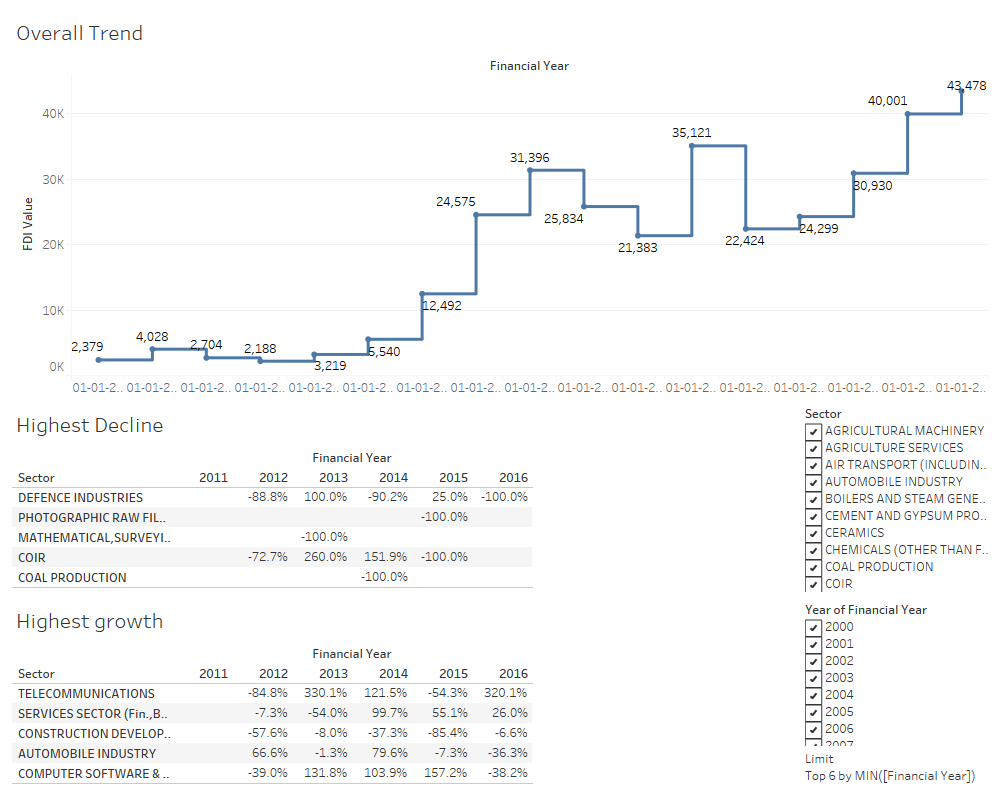 Overall Trend
Financial Year
FDI Value
40K
30K
20K
10K
0K
2,379
4,028
2,704
2,188
3,219
5,540
12,492
24,575
31,396
25,834
21,383
35,121
22,424
24,299
30,930
40,001
43,478
01-01-2.. 01-01-2.. 01-01-2.. 01-01-2.. 01-01-2.. 01-01-2.. 01-01-2.. 01-01-2.. 01-01-2.. 01-01-2.. 01-01-2.. 01-01-2.. 01-01-2.. 01-01-2.. 01-01-2.. 01-01-2.. 01-01-2..
Highest Decline
Financial Year
Sector 2011 2012 2013 2014 2015 2016
DEFENCE INDUSTRIES -88.8% 100.0% -90.2% 25.0% -100.0%
PHOTOGRAPHIC RAW FIL.. -100.0%
MATHEMATICAL,SURVEYI.. -100.0%
COIR -72.7% 260.0% 151.9% -100.0%
COAL PRODUCTION -100.0%
Highest growth
Financial Year
Sector 2011 2012 2013 2014 2015 2016
TELECOMMUNICATIONS -84.8% 330.1% 121.5% -54.3% 320.1%
SERVICES SECTOR (Fin.,B.. -7.3% -54.0% 99.7% 55.1% 26.0%
CONSTRUCTION DEVELOP.. -57.6% -8.0% -37.3% -85.4% -6.6%
AUTOMOBILE INDUSTRY 66.6% -1.3% 79.6% -7.3% -36.3%
COMPUTER SOFTWARE & .. -39.0% 131.8% 103.9% 157.2% -38.2%
Sector
AGRICULTURAL MACHINERY
AGRICULTURE SERVICES
AIR TRANSPORT (INCLUDIN..
AUTOMOBILE INDUSTRY
BOILERS AND STEAM GENE..
CEMENT AND GYPSUM PRO..
CERAMICS
CHEMICALS (OTHER THAN F..
COAL PRODUCTION
COIR
Year of Financial Year
2000
2001
2002
2003
2004
2005
2006
2007
Limit
Top 6 by MIN([Financial Year])